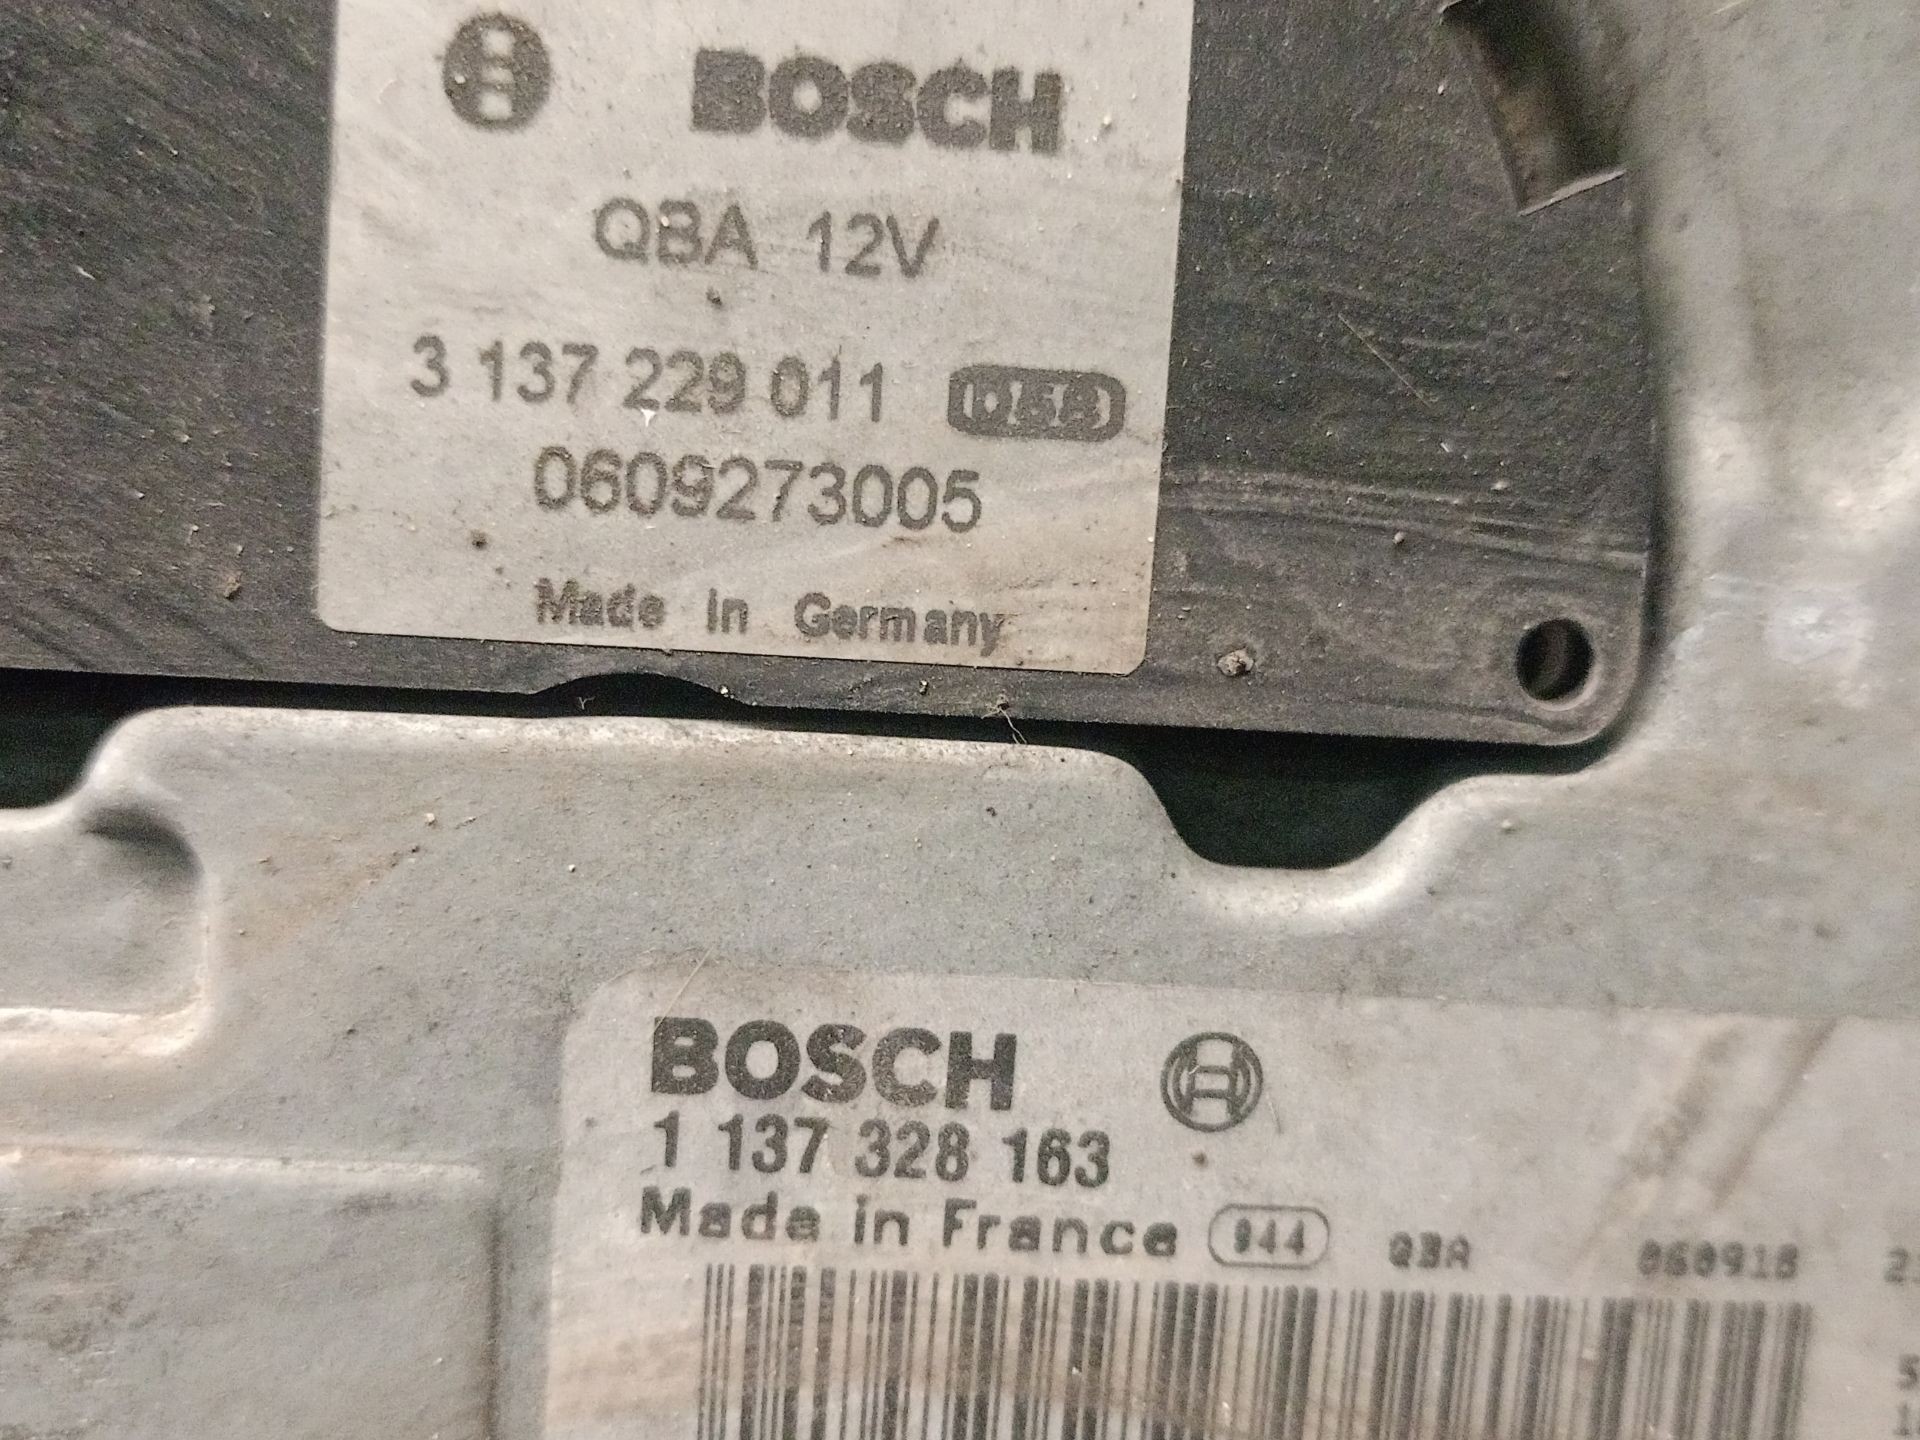 BOSCH
QBA 12V
3 137 229 011
0609273005
Made in Germany
BOSCH
1 137 328 163
Made in France 944 QBA 060918